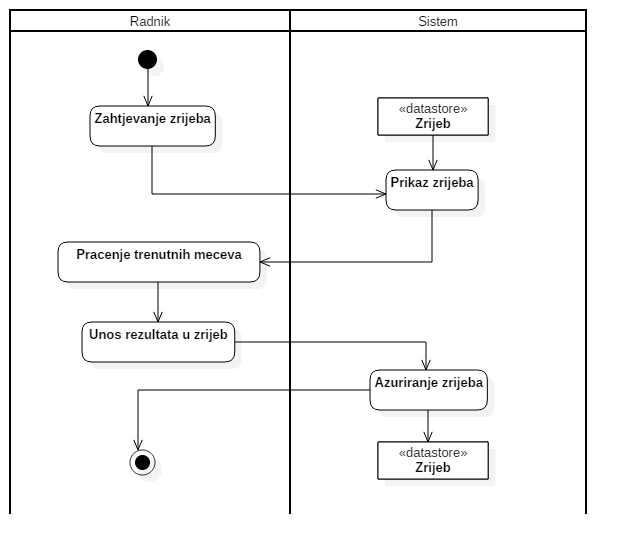 Radnik
Sistem
Zahtjevanje zrijeba
«datastore»
Zrijeb
Prikaz zrijeba
Pracenje trenutnih meceva
Unos rezultata u zrijeb
Azuriranje zrijeba
«datastore»
Zrijeb